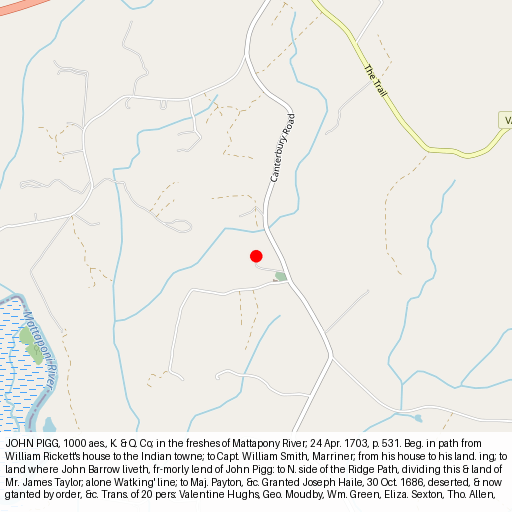 The Trail
V
Canterbury Road
Mattaponi River
JOHN PIGG, 1000 aes., K. & Q. Co; in the freshes of Mattapony River; 24 Apr. 1703, p. 531. Beg. in path from
William Rickett's house to the Indian towne; to Capt. William Smith, Marriner; from his house to his land. ing; to
land where John Barrow liveth, fr-morly lend of John Pigg: to N. side of the Ridge Path, dividing this & land of
Mr. James Taylor; alone Watking' line; to Maj. Payton, &c. Granted Joseph Haile, 30 Oct. 1686, deserted, & now
gtanted by order, &c. Trans. of 20 pers: Valentine Hughs, Geo. Moudby, Wm. Green, Eliza. Sexton, Tho. Allen,